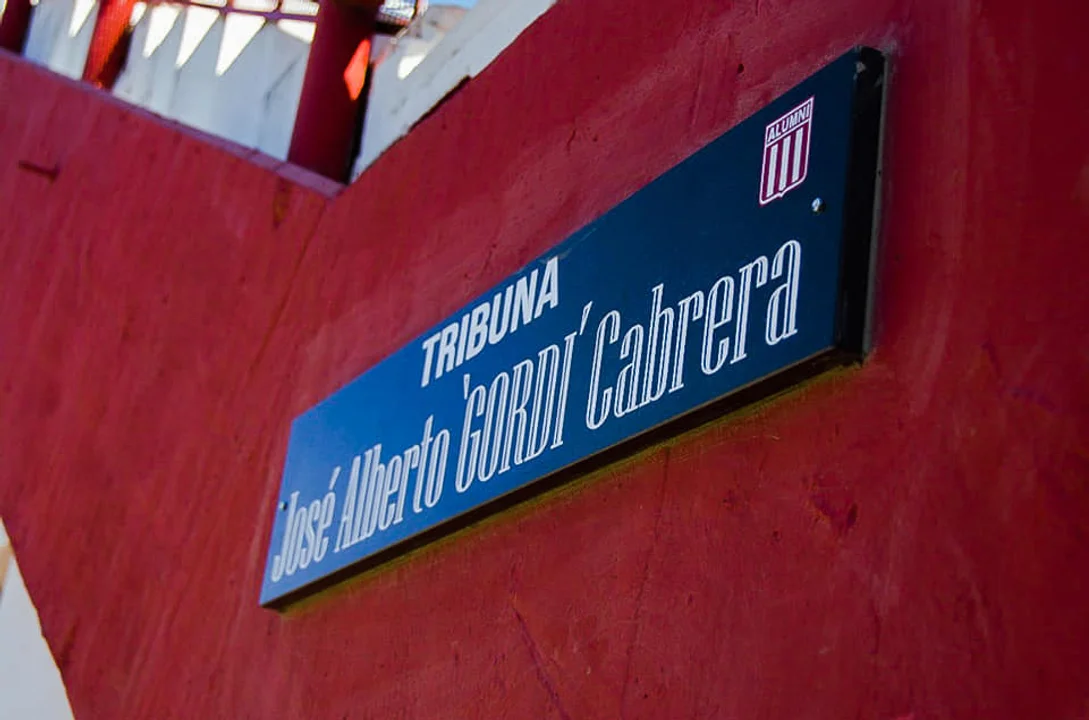 ALUMNI
TRIBUNA
José Alberto 'GORDI' Cabrera